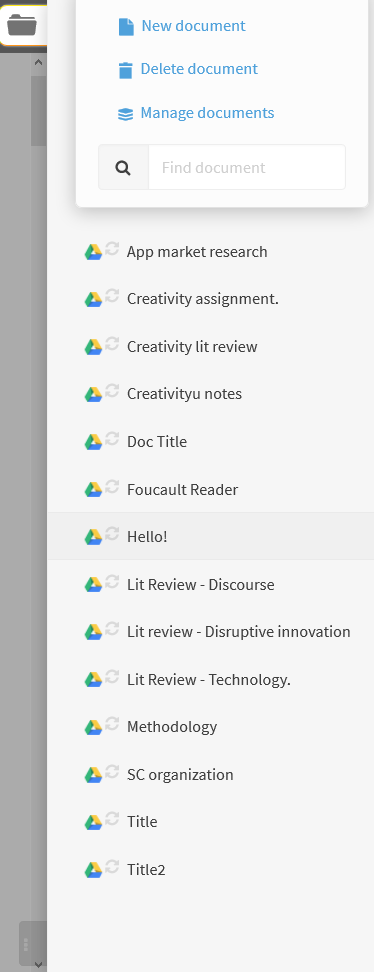 New document
Delete document
Manage documents
Find document
App market research
Creativity assignment.
Creativity lit review
Creativityu notes
Doc Title
Foucault Reader
Hello!
Lit Review - Discourse
Lit review - Disruptive innovation
Lit Review - Technology.
Methodology
SC organization
Title
Title2